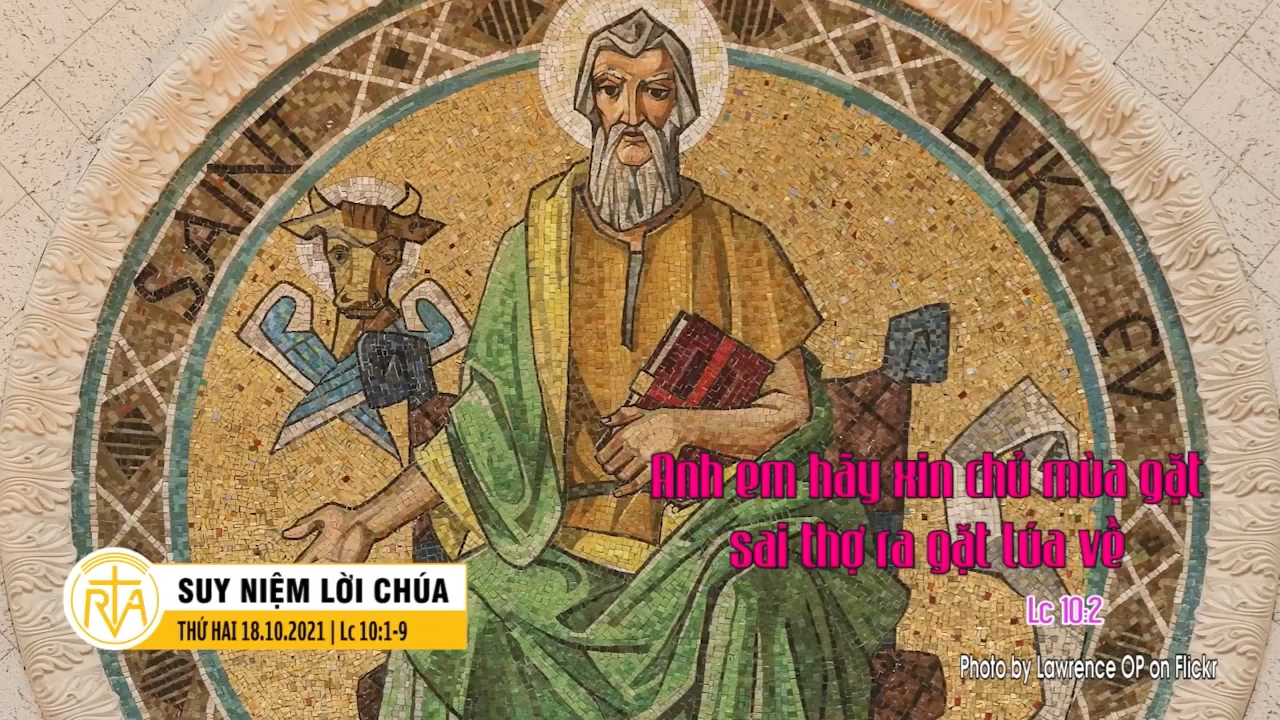 SAINT
LUKE EV.
Anh em hãy xin chủ mùa gặt
sai thợ ra gặt lúa về
Lc 10:2
RTA
SUY NIỆM LỜI CHÚA
THỨ HAI 18.10.2021 | Lc 10:1-9
Photo by Lawrence OP on Flickr